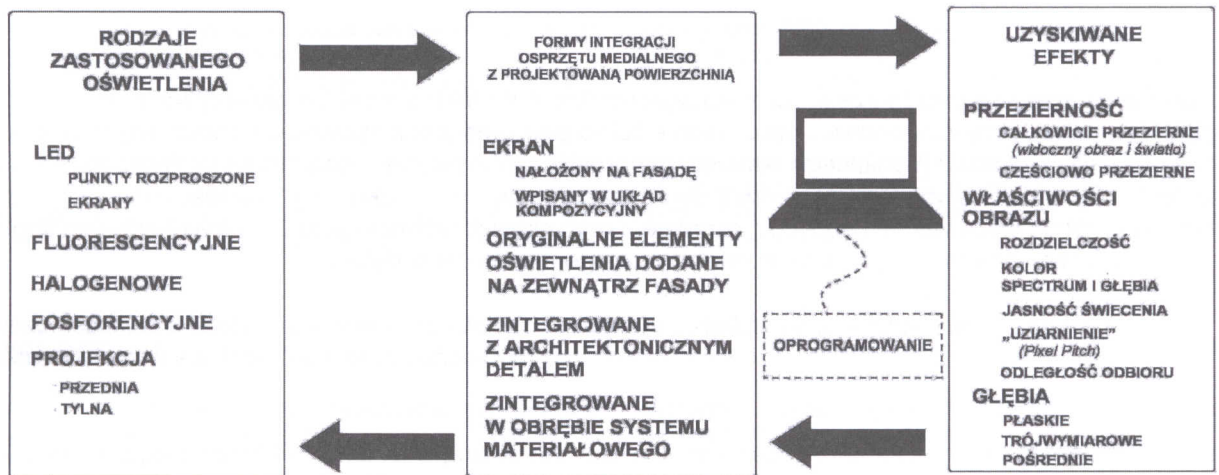 RODZAJE
ZASTOSOWANEGO
OŚWIETLENIA
LED
PUNKTY ROZPROSZONE
EKRANY
FLUORESCENCYJNE
HALOGENOWE
FOSFORENCYJNE
PROJEKCJA
PRZEDNIA
TYLNA
FORMY INTEGRACJI
OSPRZĘTU MEDIALNEGO
Z PROJEKTOWANĄ POWIERZCHNIĄ
EKRAN
NAŁOŻONY NA FASADĘ
WPISANY W UKŁAD
KOMPOZYCYJNY
ORYGINALNE ELEMENTY
OŚWIETLENIA DODANE
NA ZEWNĄTRZ FASADY
ZINTEGROWANE
Z ARCHITEKTONICZNYM
DETALEM
ZINTEGROWANE
W OBRĘBIE SYSTEMU
MATERIAŁOWEGO
OPROGRAMOWANIE
UZYSKIWANE
EFEKTY
PRZEZIERNOŚĆ
CAŁKOWICIE PRZEZIERNE
(widoczny obraz i światło)
CZĘŚCIOWO PRZEZIERNE
WŁAŚCIWOŚCI
OBRAZU
ROZDZIELCZOŚĆ
KOLOR
SPECTRUM I GŁĘBIA
JASNOŚĆ ŚWIECENIA
„UZIARNIENIE”
(Pixel Pitch)
ODLEGŁOŚĆ ODBIORU
GŁĘBIA
PŁASKIE
TRÓJWYMIAROWE
POŚREDNIE